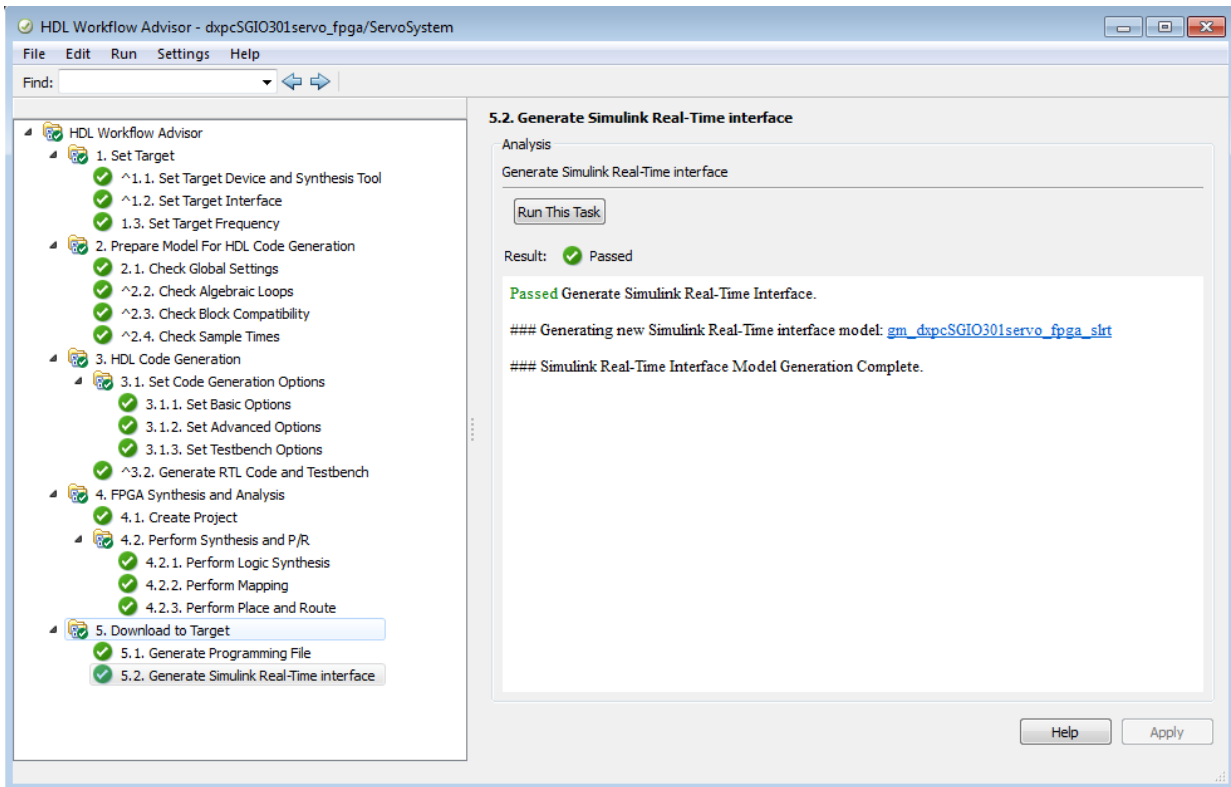 HDL Workflow Advisor - dxpcSGIO301servo_fpga/ServoSystem
File Edit Run Settings Help
Find:
HDL Workflow Advisor
1. Set Target
^1.1. Set Target Device and Synthesis Tool
^1.2. Set Target Interface
1.3. Set Target Frequency
2. Prepare Model For HDL Code Generation
2.1. Check Global Settings
^2.2. Check Algebraic Loops
^2.3. Check Block Compatibility
^2.4. Check Sample Times
3. HDL Code Generation
3.1. Set Code Generation Options
3.1.1. Set Basic Options
3.1.2. Set Advanced Options
3.1.3. Set Testbench Options
^3.2. Generate RTL Code and Testbench
4. FPGA Synthesis and Analysis
4.1. Create Project
4.2. Perform Synthesis and P/R
4.2.1. Perform Logic Synthesis
4.2.2. Perform Mapping
4.2.3. Perform Place and Route
5. Download to Target
5.1. Generate Programming File
5.2. Generate Simulink Real-Time interface
5.2. Generate Simulink Real-Time interface
Analysis
Generate Simulink Real-Time interface
Run This Task
Result: Passed
Passed Generate Simulink Real-Time Interface.
### Generating new Simulink Real-Time interface model: gm_dxpcSGIO301servo_fpga_slrt
### Simulink Real-Time Interface Model Generation Complete.
Help Apply